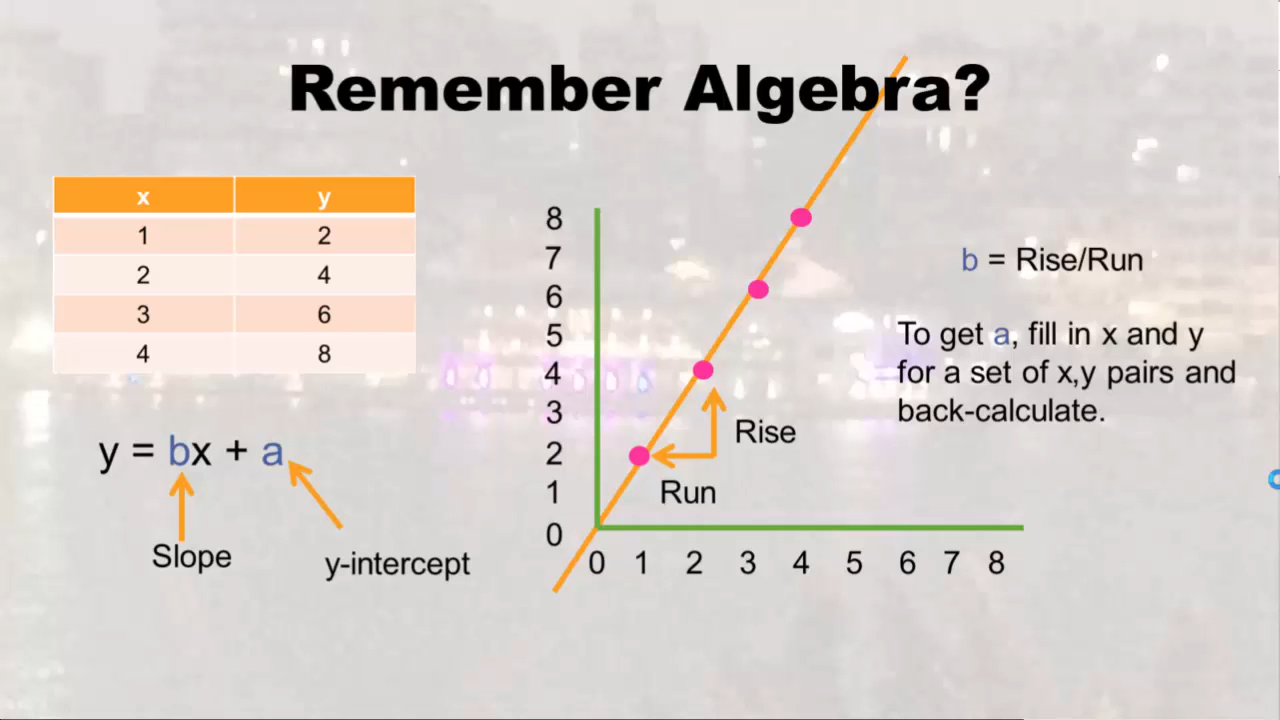 Remember Algebra?
x y
1 2
2 4
3 6
4 8
y = bx + a
Slope
y-intercept
8
7
6
5
4
3
2
1
0
0 1 2 3 4 5 6 7 8
Rise
Run
b = Rise/Run
To get a, fill in x and y
for a set of x,y pairs and
back-calculate.